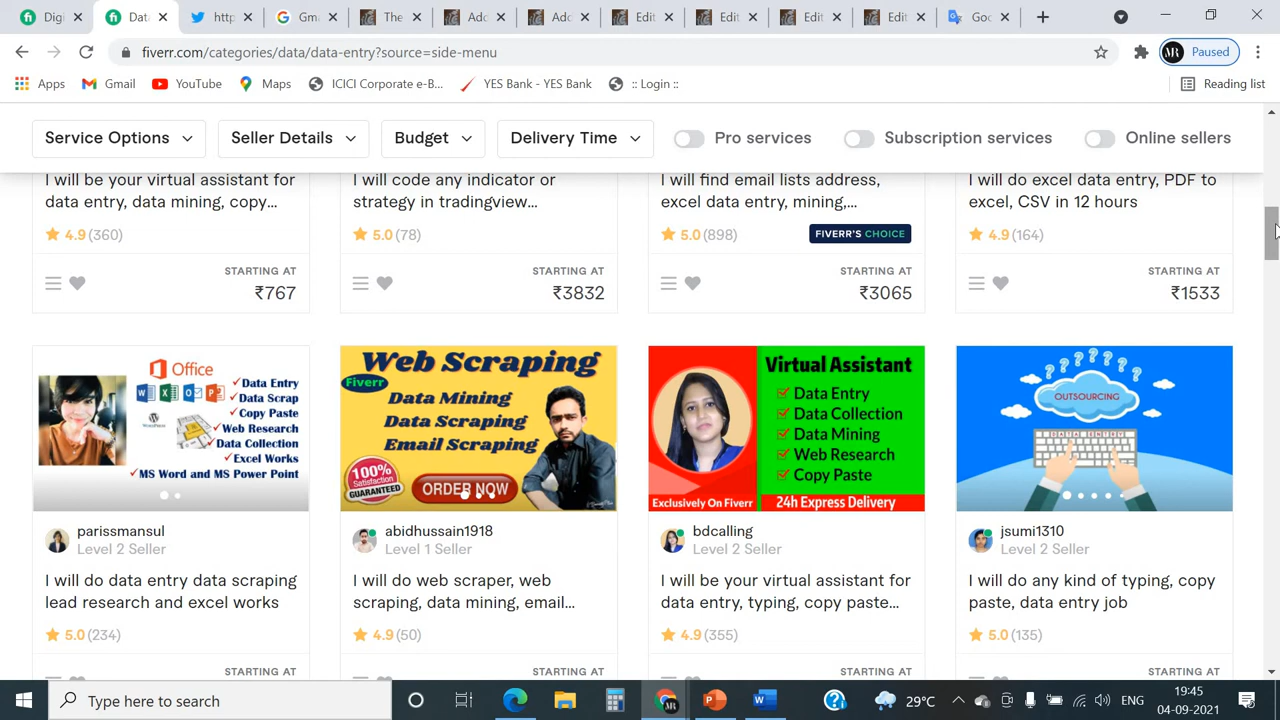 Digi
Data
http
Gma
The
Ado
Ado
Edit
Edit
Edit
Edit
Goo
fiverr.com/categories/data/data-entry?source=side-menu
Paused
Apps
Gmail
YouTube
Maps
ICICI Corporate e-B...
YES Bank - YES Bank
:: Login ::
Reading list
Service Options
Seller Details
Budget
Delivery Time
Pro services
Subscription services
Online sellers
I will be your virtual assistant for
data entry, data mining, copy...
4.9 (360)
STARTING AT
₹767
I will code any indicator or
strategy in tradingview...
5.0 (78)
STARTING AT
₹3832
I will find email lists address,
excel data entry, mining,...
5.0 (898)
FIVERR'S CHOICE
STARTING AT
₹3065
I will do excel data entry, PDF to
excel, CSV in 12 hours
4.9 (164)
STARTING AT
₹1533
Office
Data Entry
Data Scrap
Copy Paste
Web Research
Data Collection
Excel Works
MS Word and MS Power Point
parissmansul
Level 2 Seller
I will do data entry data scraping
lead research and excel works
5.0 (234)
STARTING AT
Web Scraping
Fiverr
Data Mining
Data Scraping
Email Scraping
100%
Satisfaction
GUARANTEED
ORDER NOW
abidhussain1918
Level 1 Seller
I will do web scraper, web
scraping, data mining, email...
4.9 (50)
STARTING AT
Virtual Assistant
Data Entry
Data Collection
Data Mining
Web Research
Copy Paste
Exclusively On Fiverr
24h Express Delivery
bdcalling
Level 2 Seller
I will be your virtual assistant for
data entry, typing, copy paste...
4.9 (355)
STARTING AT
? ? ? ? ? ? ?
OUTSOURCING
DATA ENTRY
jsumi1310
Level 2 Seller
I will do any kind of typing, copy
paste, data entry job
5.0 (135)
STARTING AT
Type here to search
29°C
ENG
19:45
04-09-2021